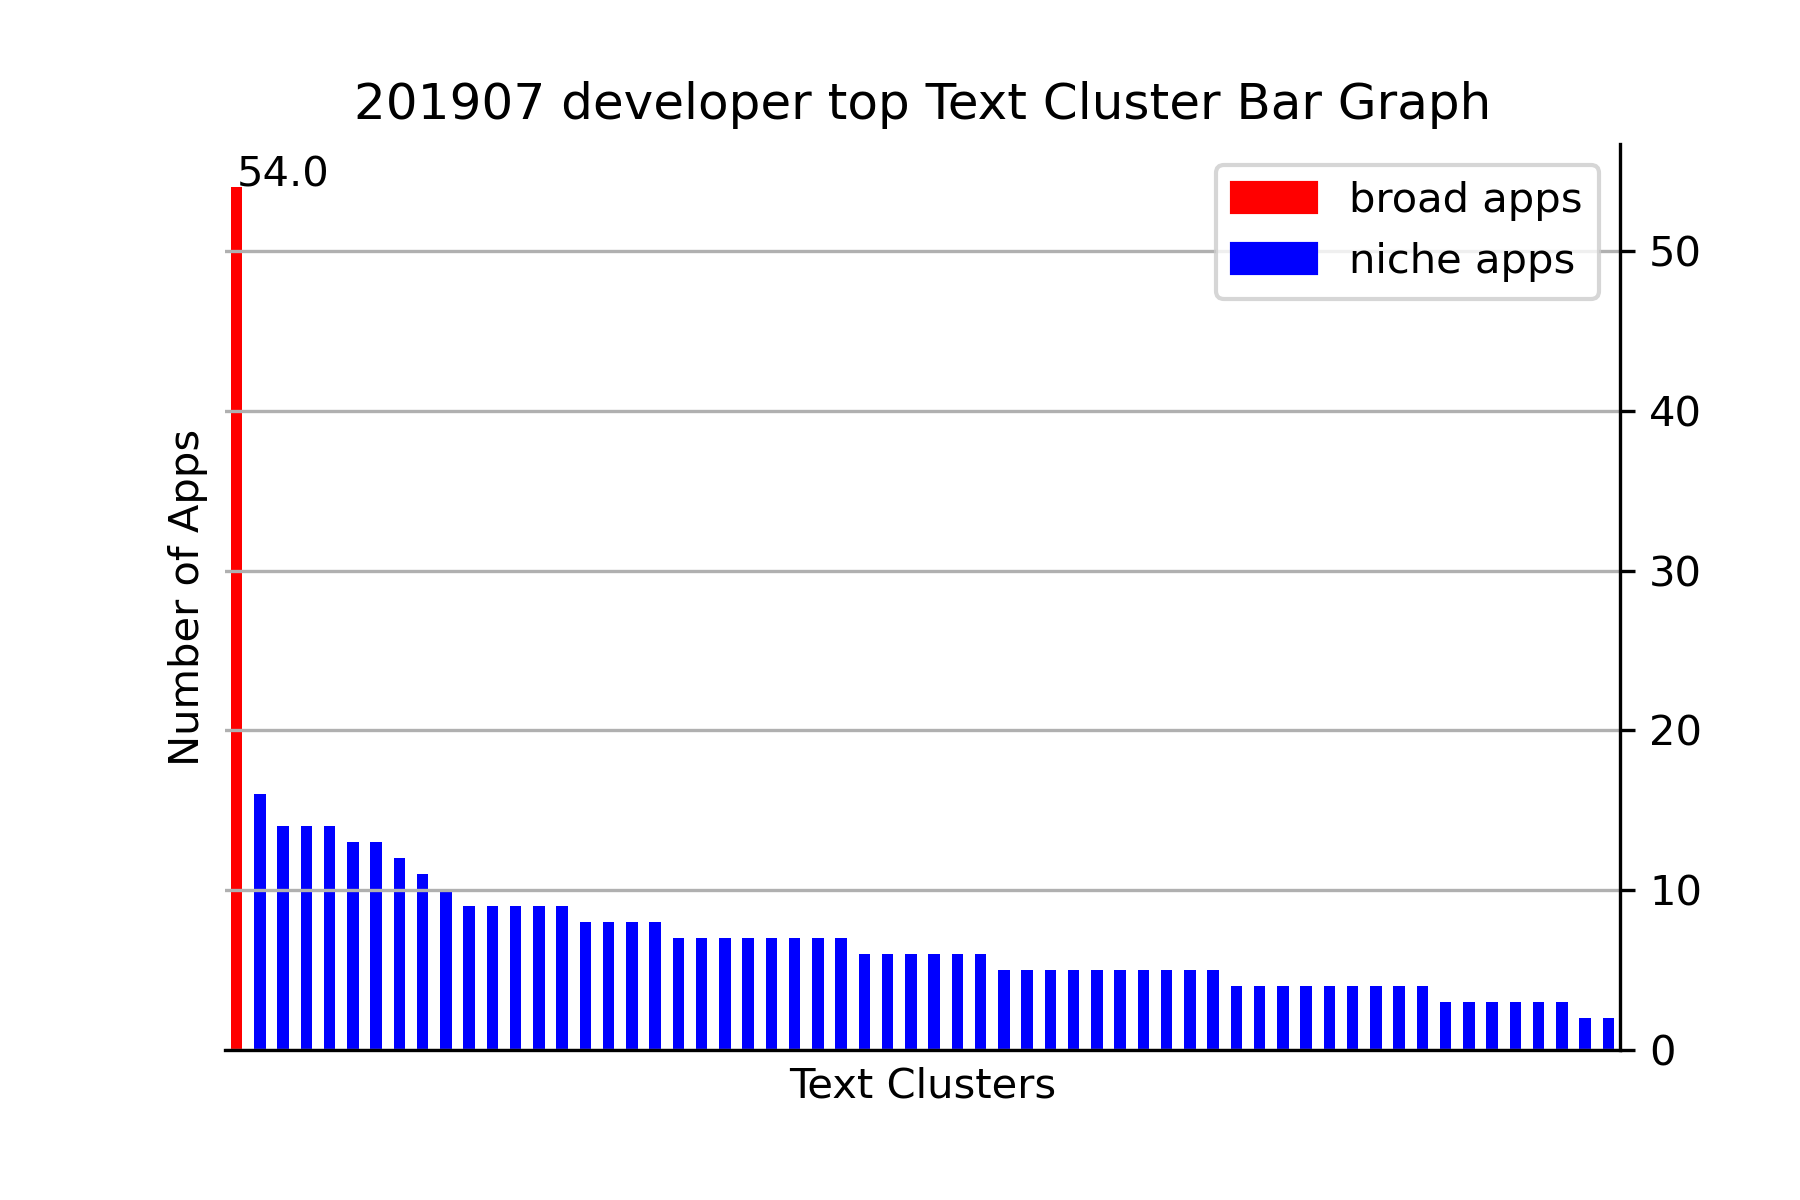 201907 developer top Text Cluster Bar Graph
54.0
broad apps
niche apps
50
40
30
20
10
0
Number of Apps
Text Clusters